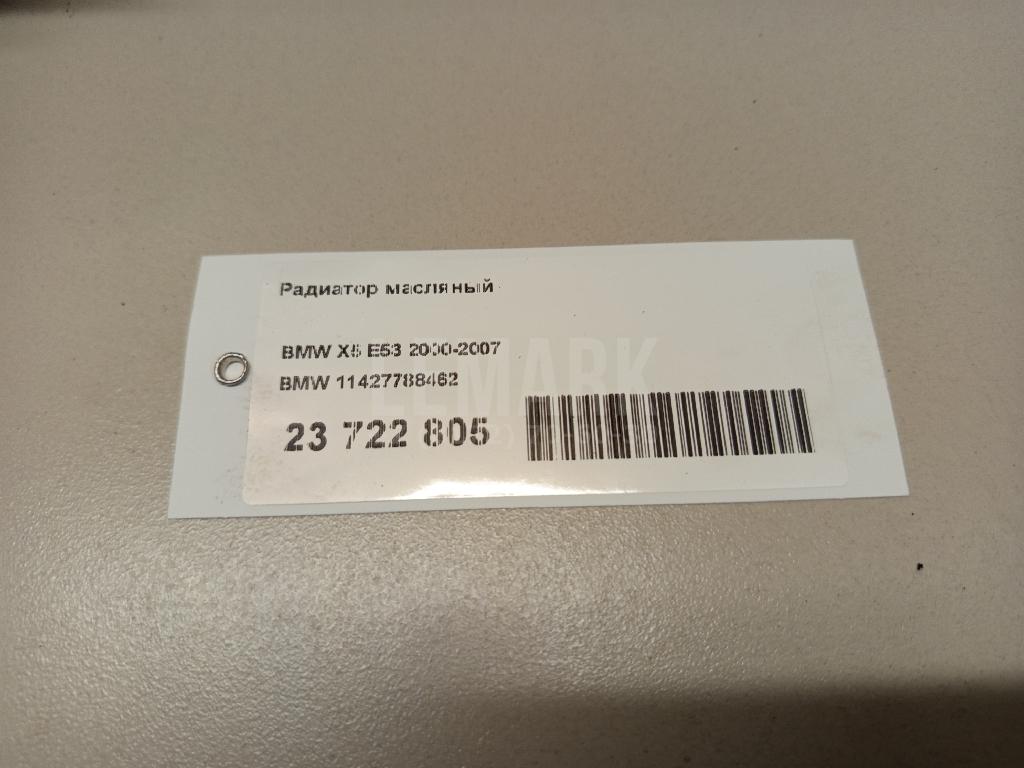 Радиатор масляный
BMW X5 E53 2000-2007
BMW 11427788462
23 722 805